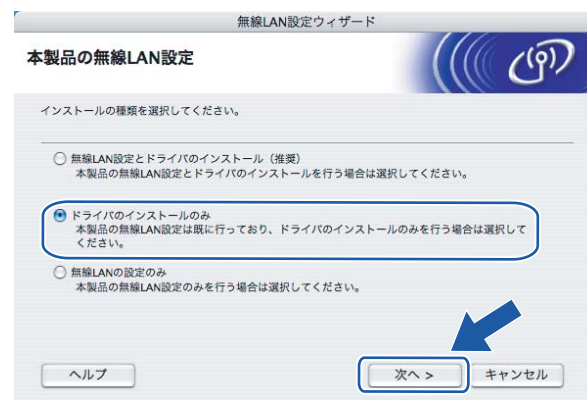 無線LAN設定ウィザード
本製品の無線LAN設定
インストールの種類を選択してください。
無線LAN設定とドライバのインストール（推奨）
本製品の無線LAN設定とドライバのインストールを行う場合は選択してください。
ドライバのインストールのみ
本製品の無線LAN設定は既に行っており、ドライバのインストールのみを行う場合は選択して
ください。
無線LANの設定のみ
本製品の無線LAN設定のみを行う場合は選択してください。
ヘルプ 次へ > キャンセル